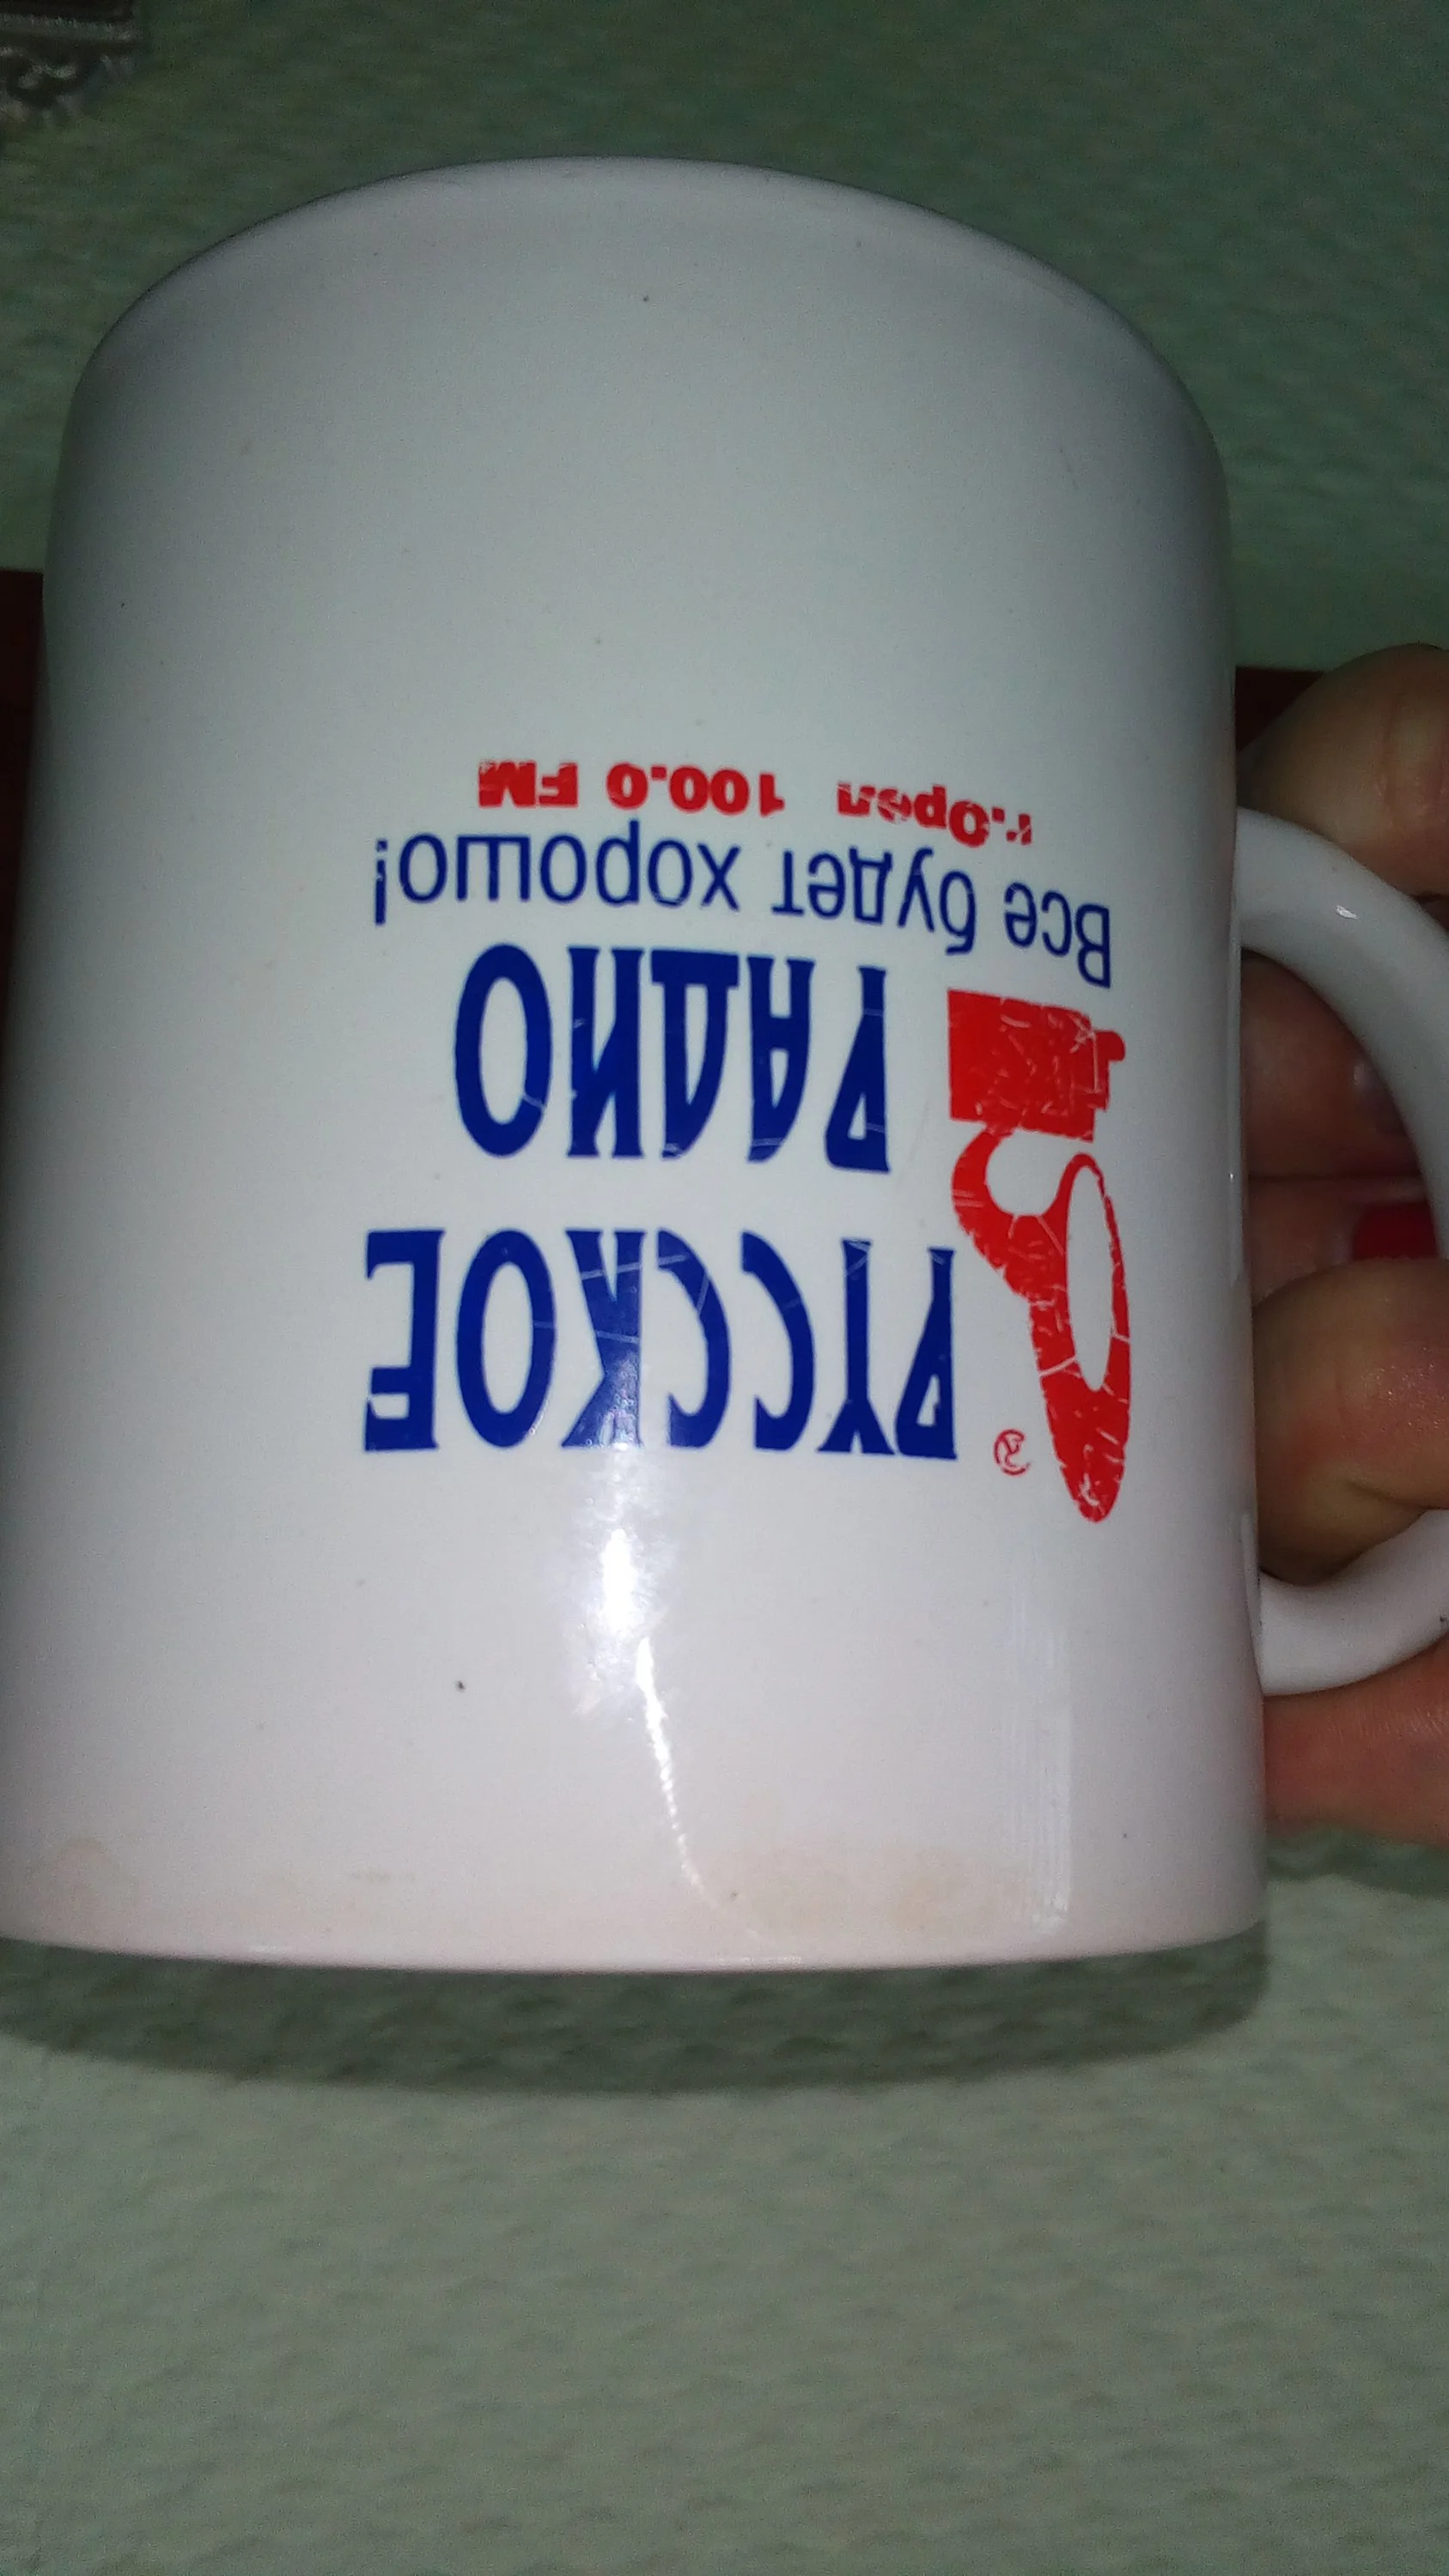 ®
РУССКОЕ
РАДИО
Все будет хорошо!
г.Орел 100.0 FM